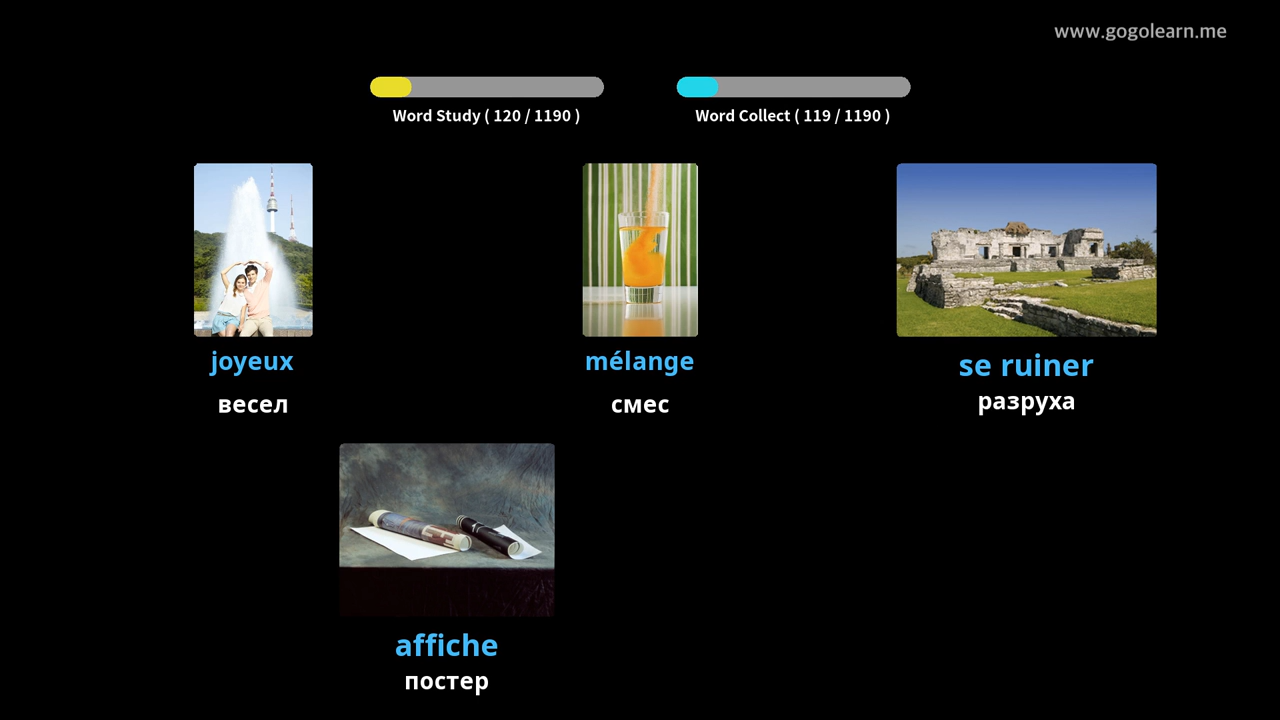 www.gogolearn.me
Word Study ( 120 / 1190 )
Word Collect ( 119 / 1190 )
joyeux
весел
mélange
смес
se ruiner
разруха
affiche
постер